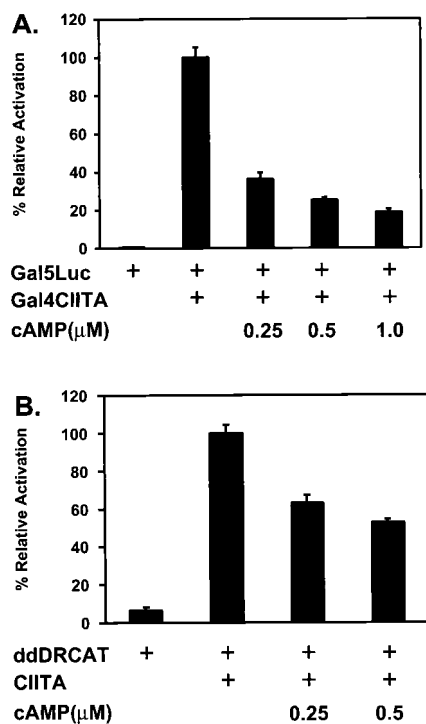 A.
% Relative Activation
120
100
80
60
40
20
0
Gal5Luc + + + + +
Gal4CIITA + + + +
cAMP(μM) 0.25 0.5 1.0
B.
% Relative Activation
120
100
80
60
40
20
0
ddDRCAT + + + +
CIITA + + +
cAMP(μM) 0.25 0.5